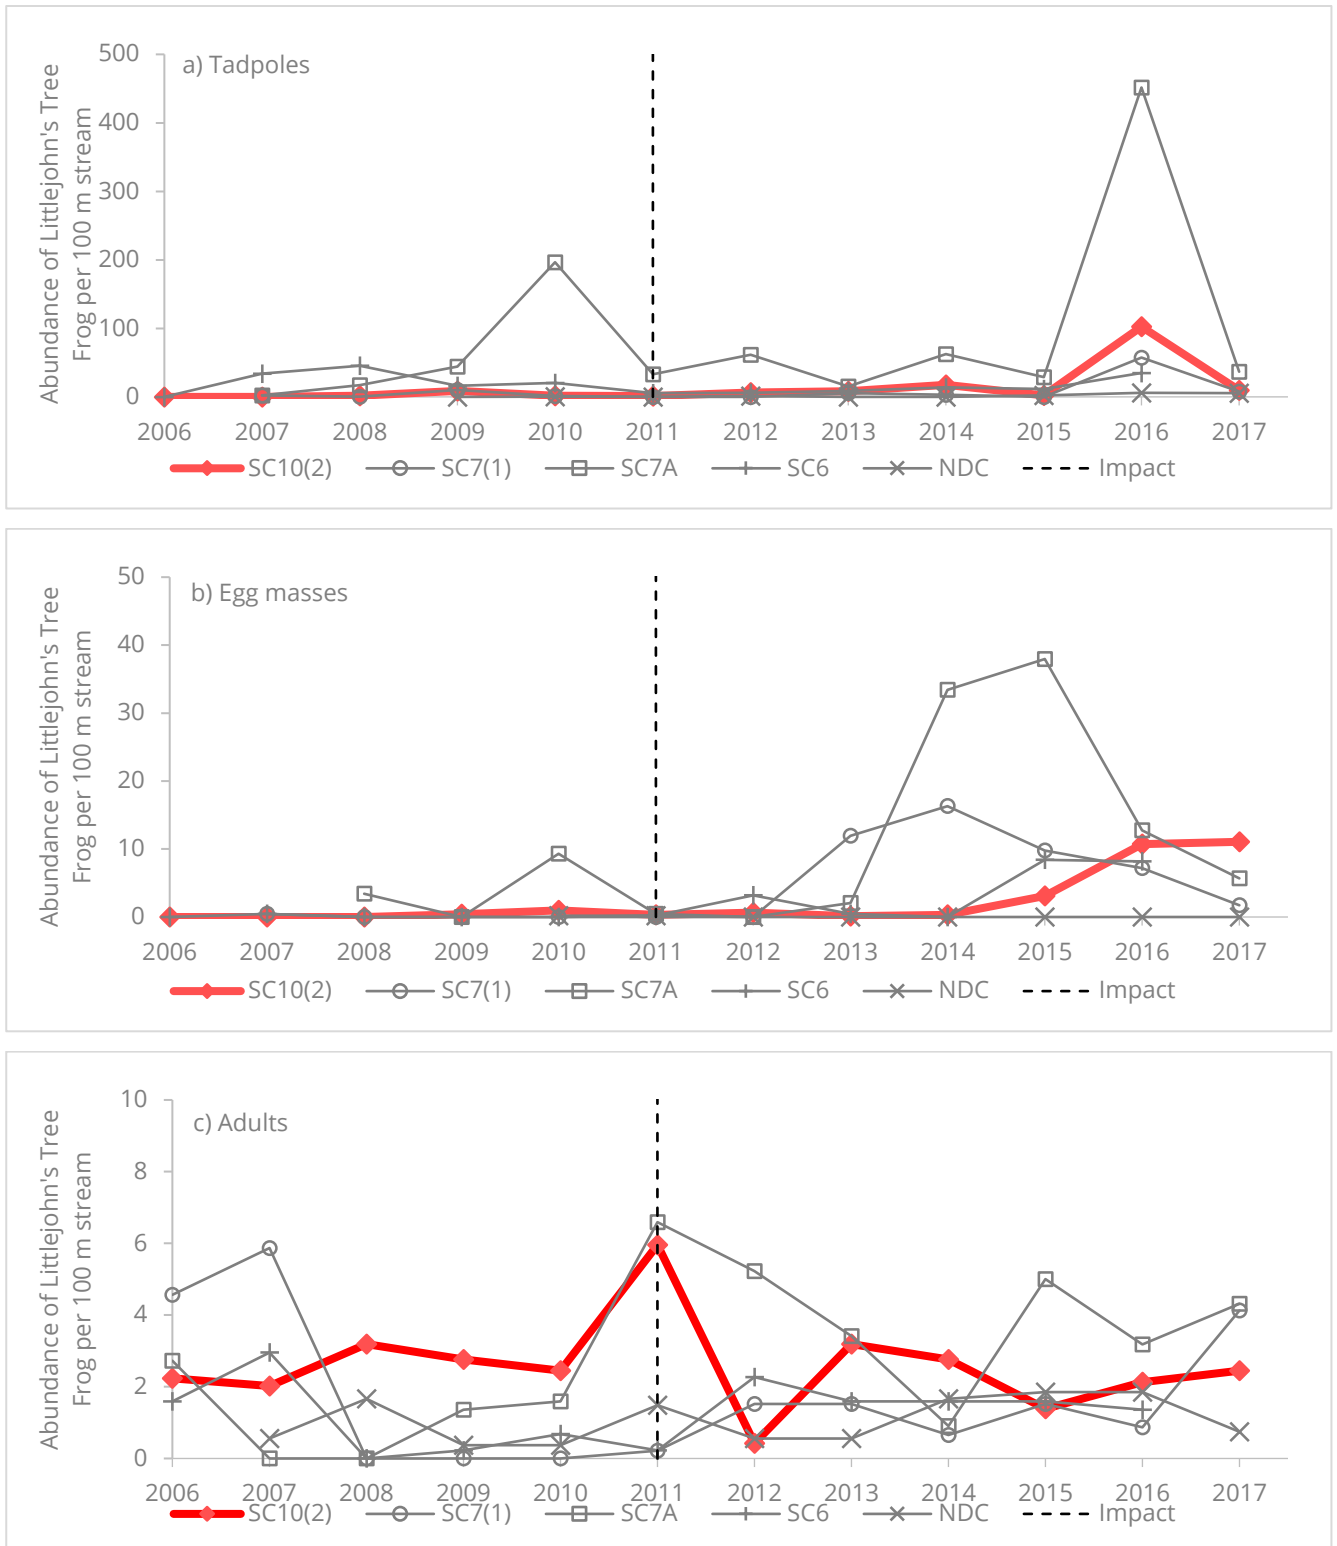 a) Tadpoles
Abundance of Littlejohn's Tree
Frog per 100 m stream
500
400
300
200
100
0
2006 2007 2008 2009 2010 2011 2012 2013 2014 2015 2016 2017
SC10(2) SC7(1) SC7A SC6 NDC Impact
b) Egg masses
Abundance of Littlejohn's Tree
Frog per 100 m stream
50
40
30
20
10
0
2006 2007 2008 2009 2010 2011 2012 2013 2014 2015 2016 2017
SC10(2) SC7(1) SC7A SC6 NDC Impact
c) Adults
Abundance of Littlejohn's Tree
Frog per 100 m stream
10
8
6
4
2
0
2006 2007 2008 2009 2010 2011 2012 2013 2014 2015 2016 2017
SC10(2) SC7(1) SC7A SC6 NDC Impact